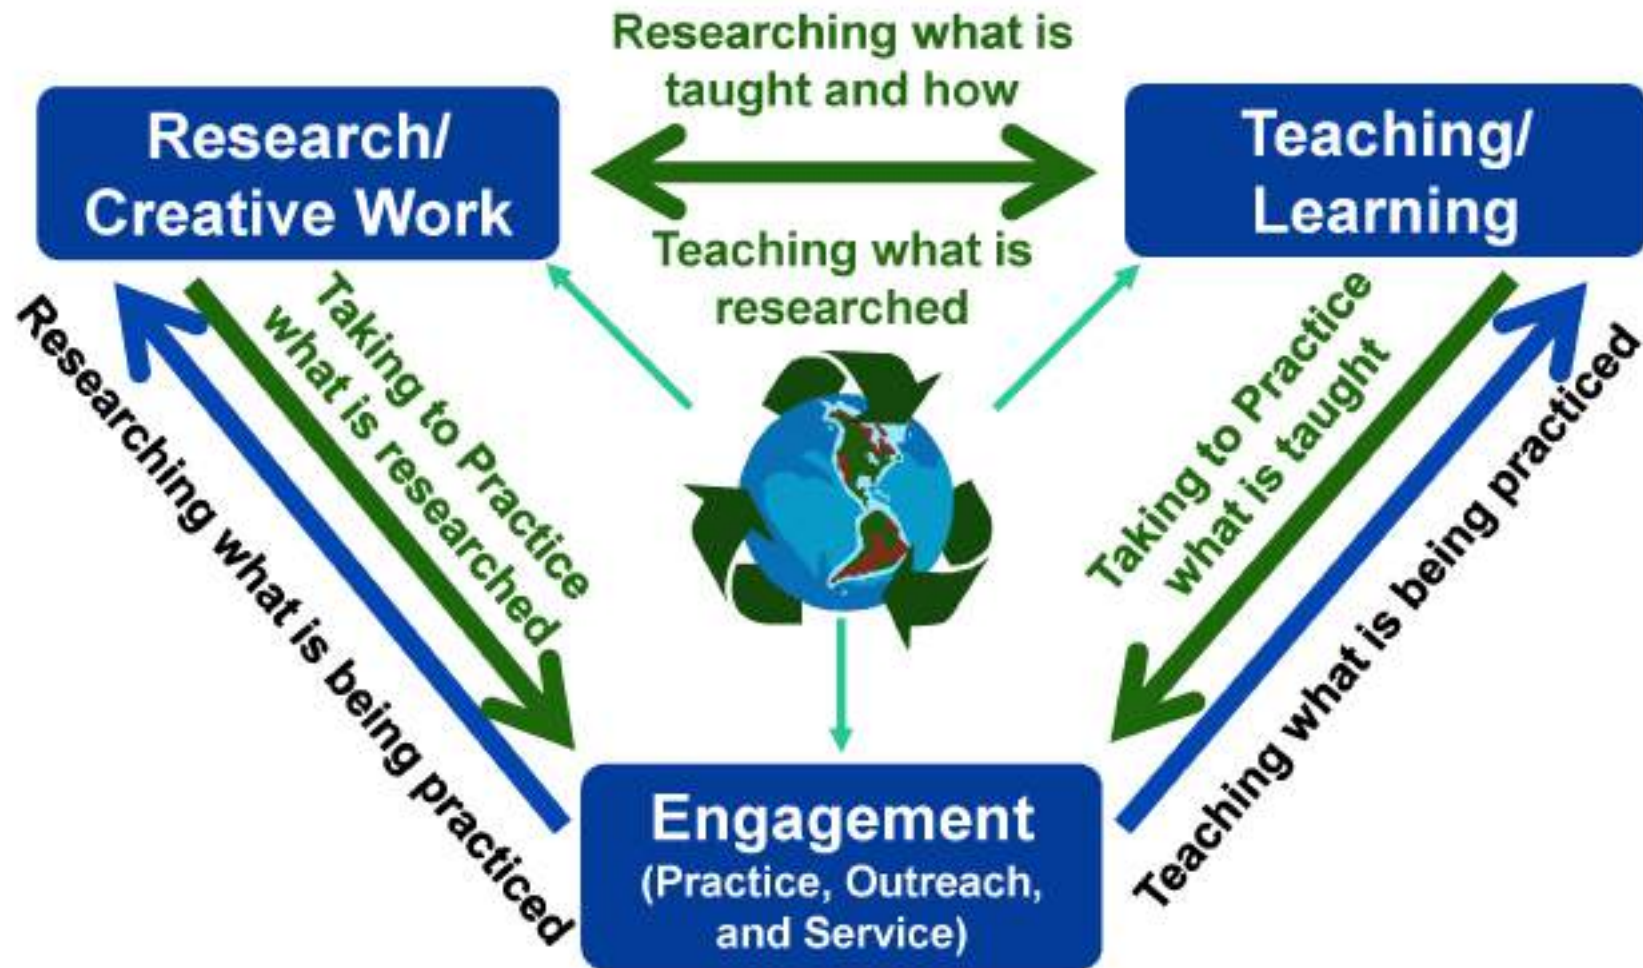 Researching what is
taught and how
Research/
Creative Work
Teaching/
Learning
Teaching what is
researched
Taking to Practice
what is researched
Researching what is being practiced
Taking to Practice
what is taught
Teaching what is being practiced
Engagement
(Practice, Outreach,
and Service)